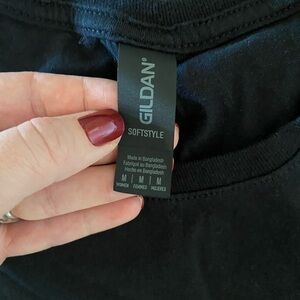 GILDAN®
SOFTSTYLE
Made in Bangladesh
Fabriqué au Bangladesh
Hecho en Bangladesh
M | M | M
WOMEN FEMMES MUJERES